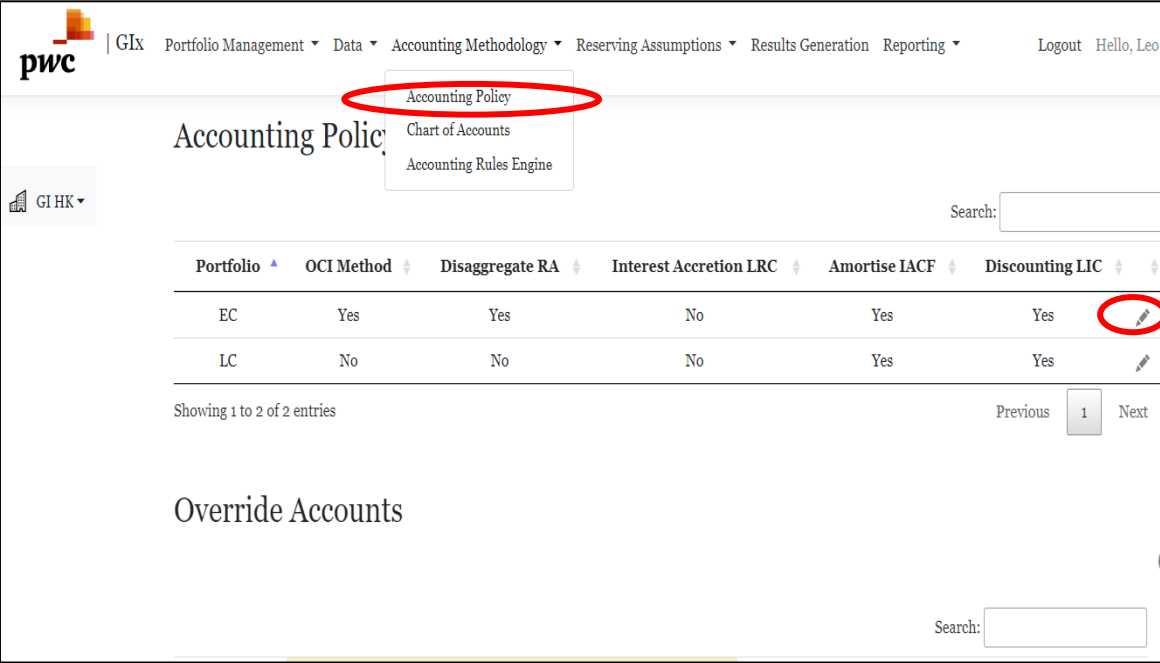 pwc | GIx Portfolio Management Data Accounting Methodology Reserving Assumptions Results Generation Reporting Logout Hello, Leo
Accounting Policy
Chart of Accounts
Accounting Rules Engine
Accounting Policy
GI HK
Search:
Portfolio OCI Method Disaggregate RA Interest Accretion LRC Amortise IACF Discounting LIC
EC Yes Yes No Yes Yes
LC No No No Yes Yes
Showing 1 to 2 of 2 entries Previous 1 Next
Override Accounts
Search: